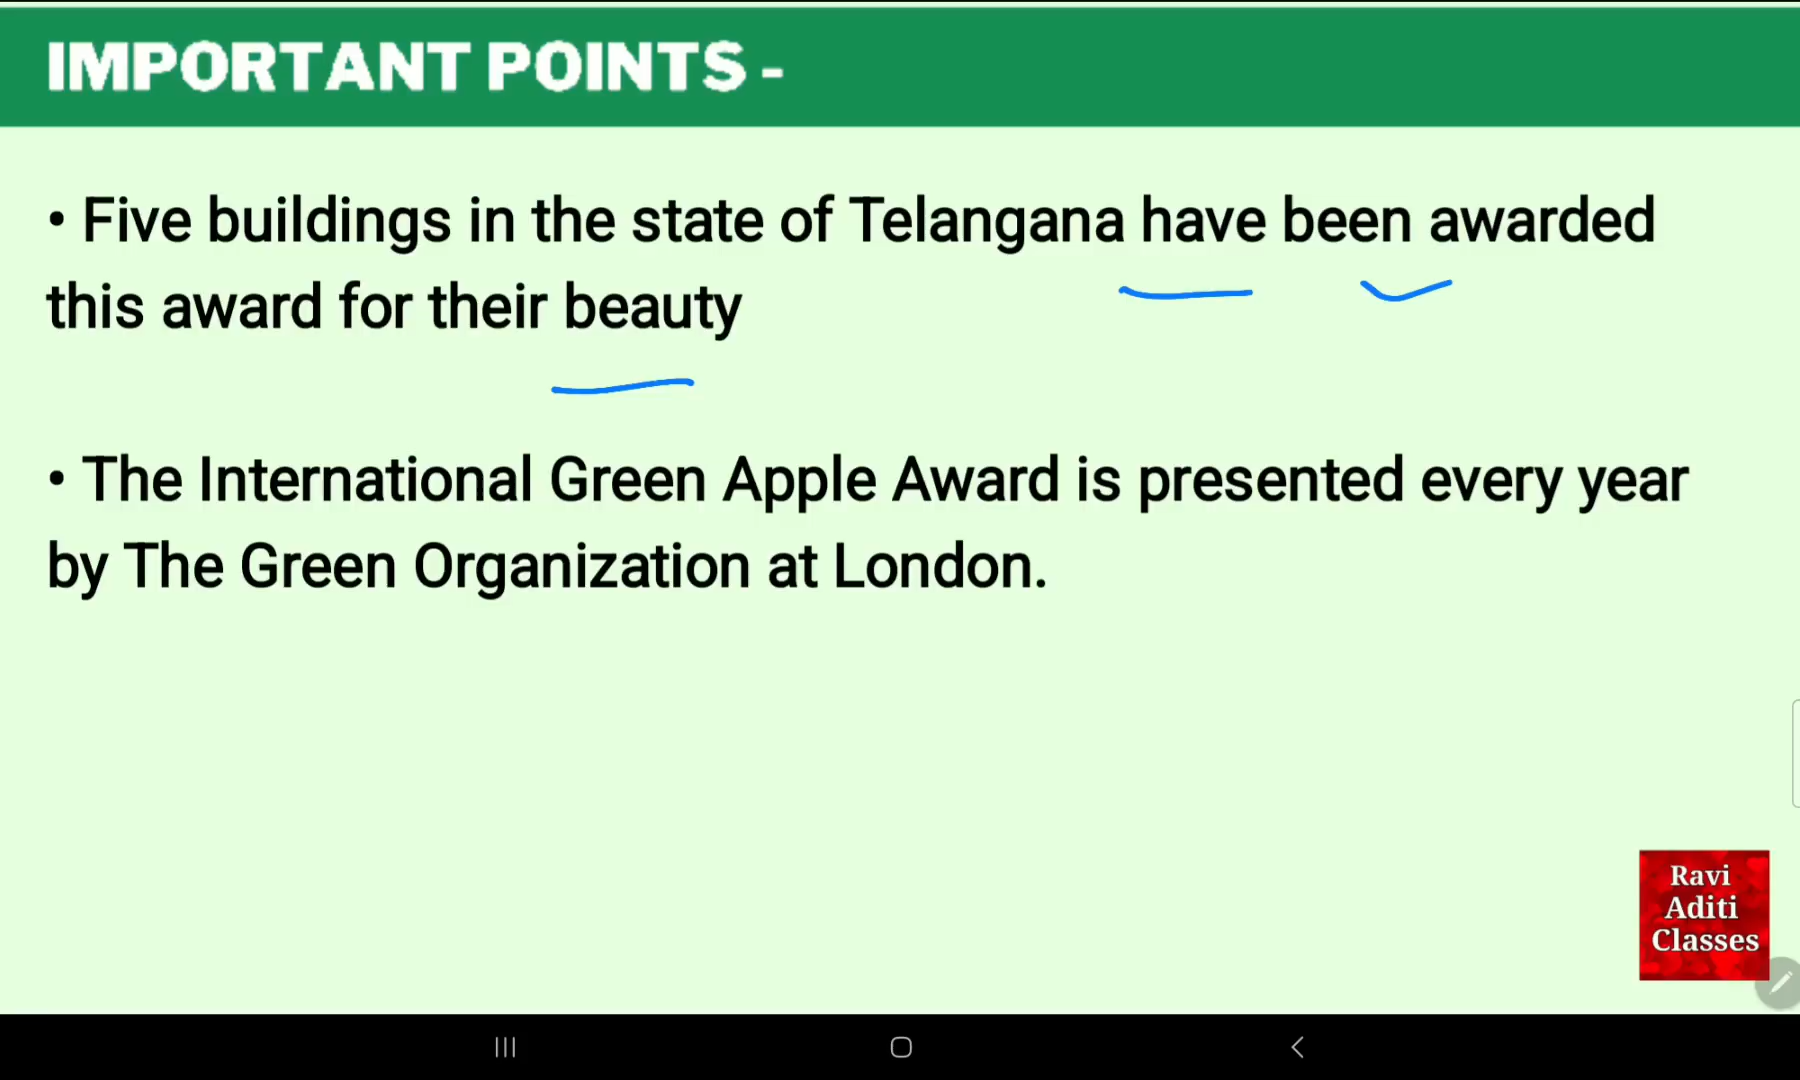 IMPORTANT POINTS -
• Five buildings in the state of Telangana have been awarded
this award for their beauty
• The International Green Apple Award is presented every year
by The Green Organization at London.
Ravi
Aditi
Classes